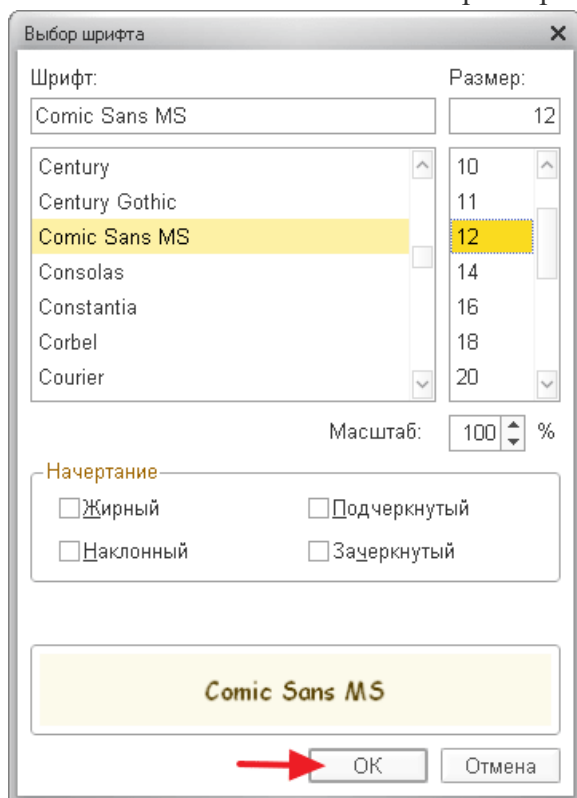 Выбор шрифта
Шрифт: Размер:
Comic Sans MS 12
Century 10
Century Gothic 11
Comic Sans MS 12
Consolas 14
Constantia 16
Corbel 18
Courier 20
Масштаб: 100 %
Начертание
Жирный Подчеркнутый
Наклонный Зачеркнутый
Comic Sans MS
ОК Отмена